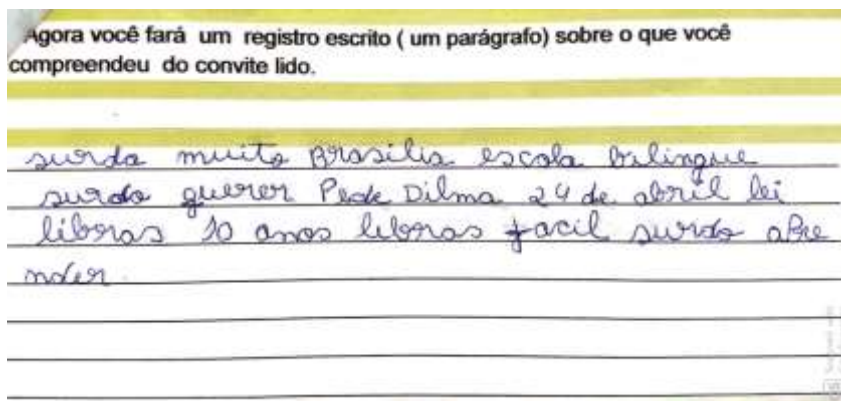 Agora você fará um registro escrito ( um parágrafo) sobre o que você
compreendeu do convite lido.
surda muito Brasilia escola bilingue
surdo querer Pede Dilma 24 de abril lei
libras 10 anos libras facil surdo apre
nder.